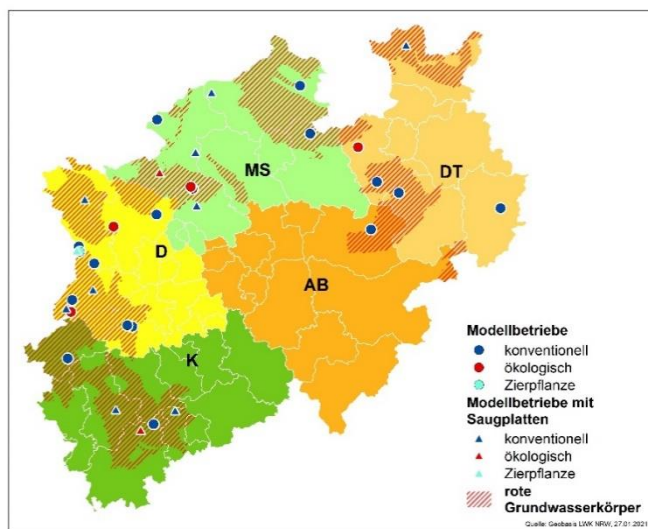 MS
DT
D
AB
K
Modellbetriebe
konventionell
ökologisch
Zierpflanze
Modellbetriebe mit
Saugplatten
konventionell
ökologisch
Zierpflanze
rote
Grundwasserkörper
Quelle: Geobasis LWK NRW, 27.01.2021